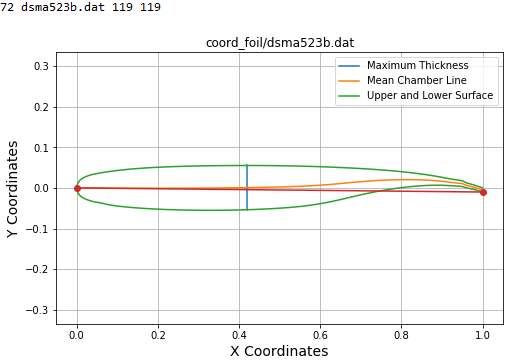 72 dsma523b.dat 119 119
coord_foil/dsma523b.dat
Maximum Thickness
Mean Chamber Line
Upper and Lower Surface
Y Coordinates
0.3
0.2
0.1
0.0
−0.1
−0.2
−0.3
0.0 0.2 0.4 0.6 0.8 1.0
X Coordinates